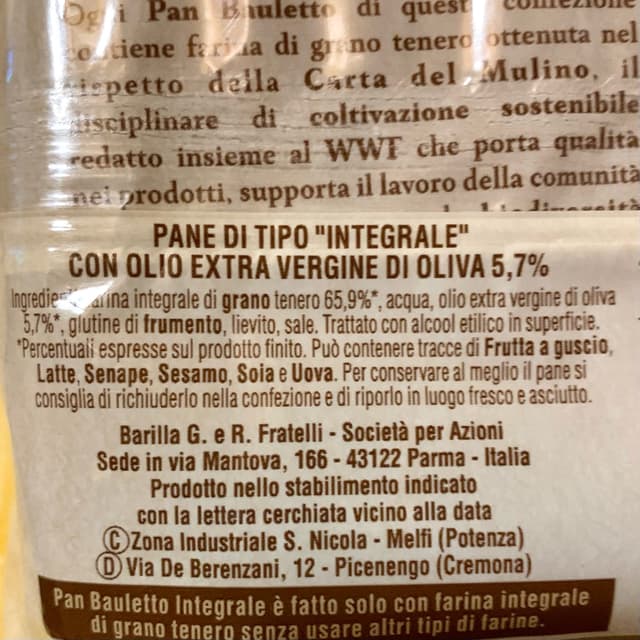 Ogni Pan Bauletto di questa confezione
contiene farina di grano tenero ottenuta nel
rispetto della Carta del Mulino, il
disciplinare di coltivazione sostenibile
redatto insieme al WWF che porta qualità
nei prodotti, supporta il lavoro della comunità
PANE DI TIPO "INTEGRALE"
CON OLIO EXTRA VERGINE DI OLIVA 5,7%
farina integrale di grano tenero 65,9%*, acqua, olio extra vergine di oliva
5,7%*, glutine di frumento, lievito, sale. Trattato con alcool etilico in superficie.
*Percentuali espresse sul prodotto finito. Può contenere tracce di Frutta a guscio,
Latte, Senape, Sesamo, Soia e Uova. Per conservare al meglio il pane si
consiglia di richiuderlo nella confezione e di riporlo in luogo fresco e asciutto.
Barilla G. e R. Fratelli - Società per Azioni
Sede in via Mantova, 166 - 43122 Parma - Italia
Prodotto nello stabilimento indicato
con la lettera cerchiata vicino alla data
Ⓒ Zona Industriale S. Nicola - Melfi (Potenza)
Ⓓ Via De Berenzani, 12 - Picenengo (Cremona)
Pan Bauletto Integrale è fatto solo con farina integrale
di grano tenero senza usare altri tipi di farine.